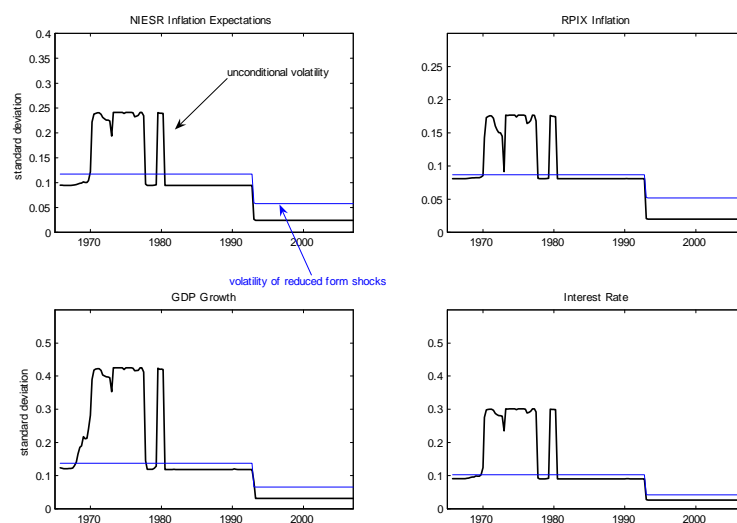 NIESR Inflation Expectations
0.4
0.35
0.3
0.25
0.2
0.15
0.1
0.05
0
standard deviation
unconditional volatility
1970 1980 1990 2000
RPIX Inflation
0.25
0.2
0.15
0.1
0.05
0
1970 1980 1990 2000
volatility of reduced form shocks
GDP Growth
0.5
0.4
0.3
0.2
0.1
0
standard deviation
1970 1980 1990 2000
Interest Rate
0.5
0.4
0.3
0.2
0.1
0
1970 1980 1990 2000